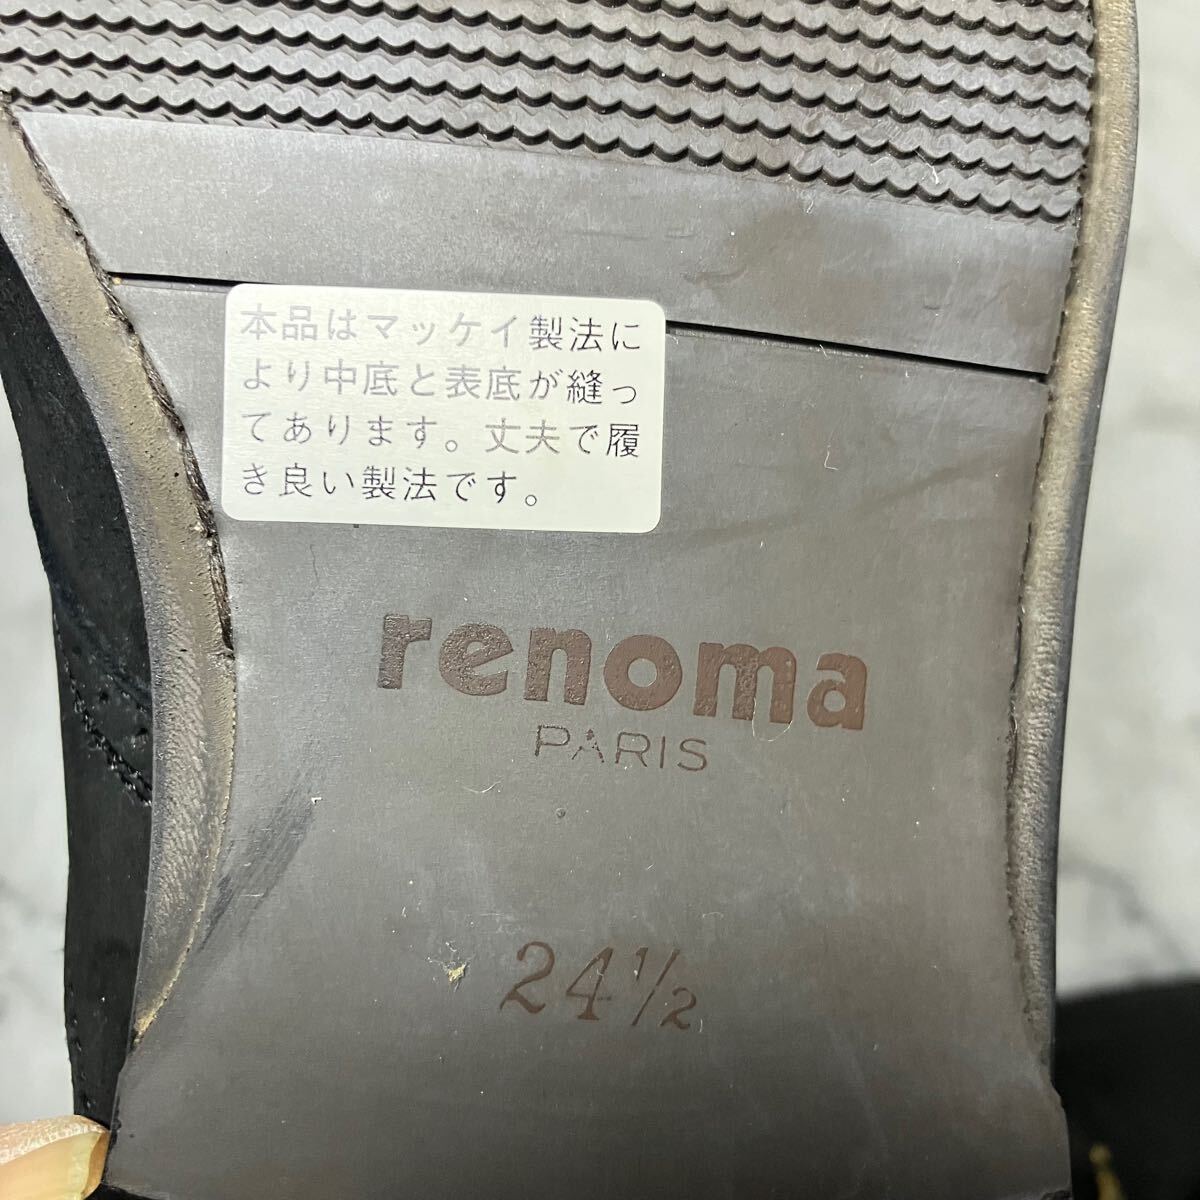 本品はマッケイ製法に
より中底と表底が縫っ
てあります。丈夫で履
き良い製法です。
renoma
PARIS
24½